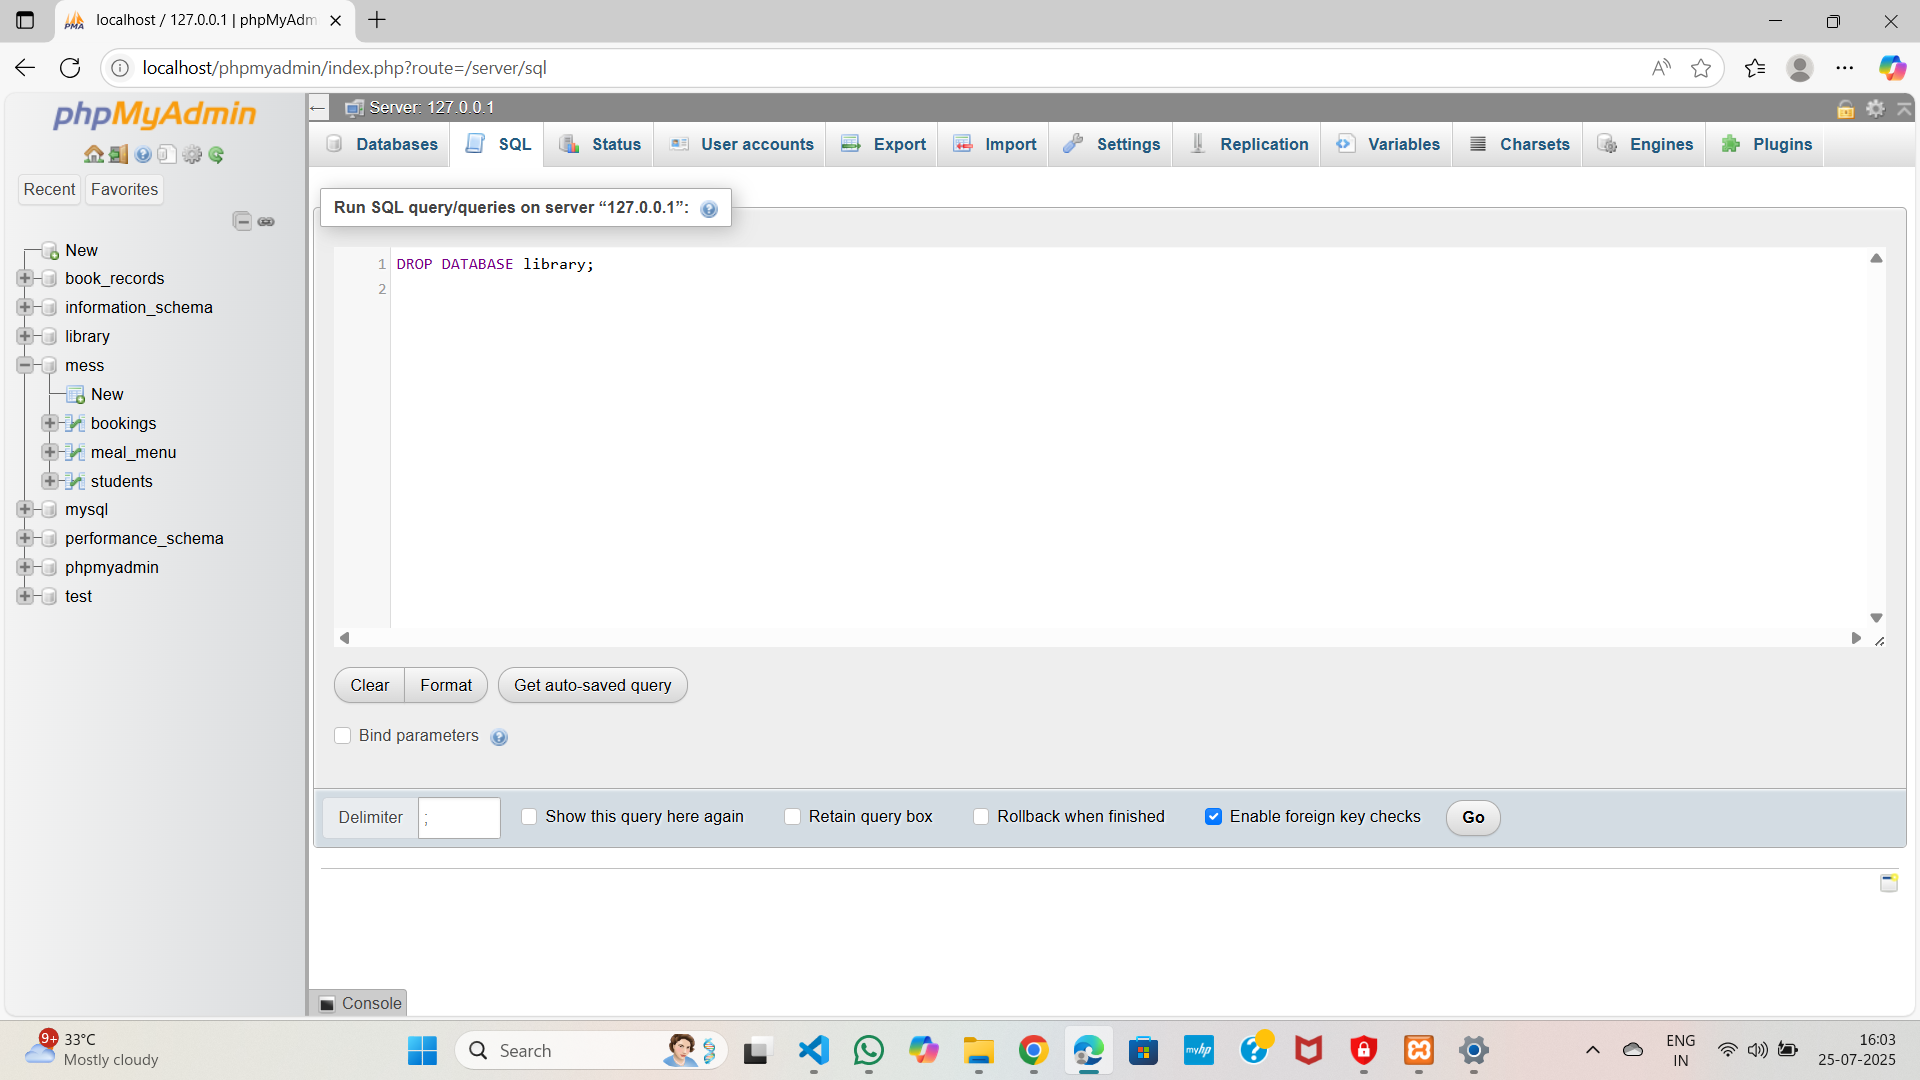 localhost / 127.0.0.1 | phpMyAdm
localhost/phpmyadmin/index.php?route=/server/sql
phpMyAdmin
Recent
Favorites
New
book_records
information_schema
library
mess
New
bookings
meal_menu
students
mysql
performance_schema
phpmyadmin
test
Server: 127.0.0.1
Databases
SQL
Status
User accounts
Export
Import
Settings
Replication
Variables
Charsets
Engines
Plugins
Run SQL query/queries on server “127.0.0.1”:
1 DROP DATABASE library;
2
Clear
Format
Get auto-saved query
Bind parameters
Delimiter
;
Show this query here again
Retain query box
Rollback when finished
Enable foreign key checks
Go
Console
9+
33°C
Mostly cloudy
Search
myhp
ENG
IN
16:03
25-07-2025